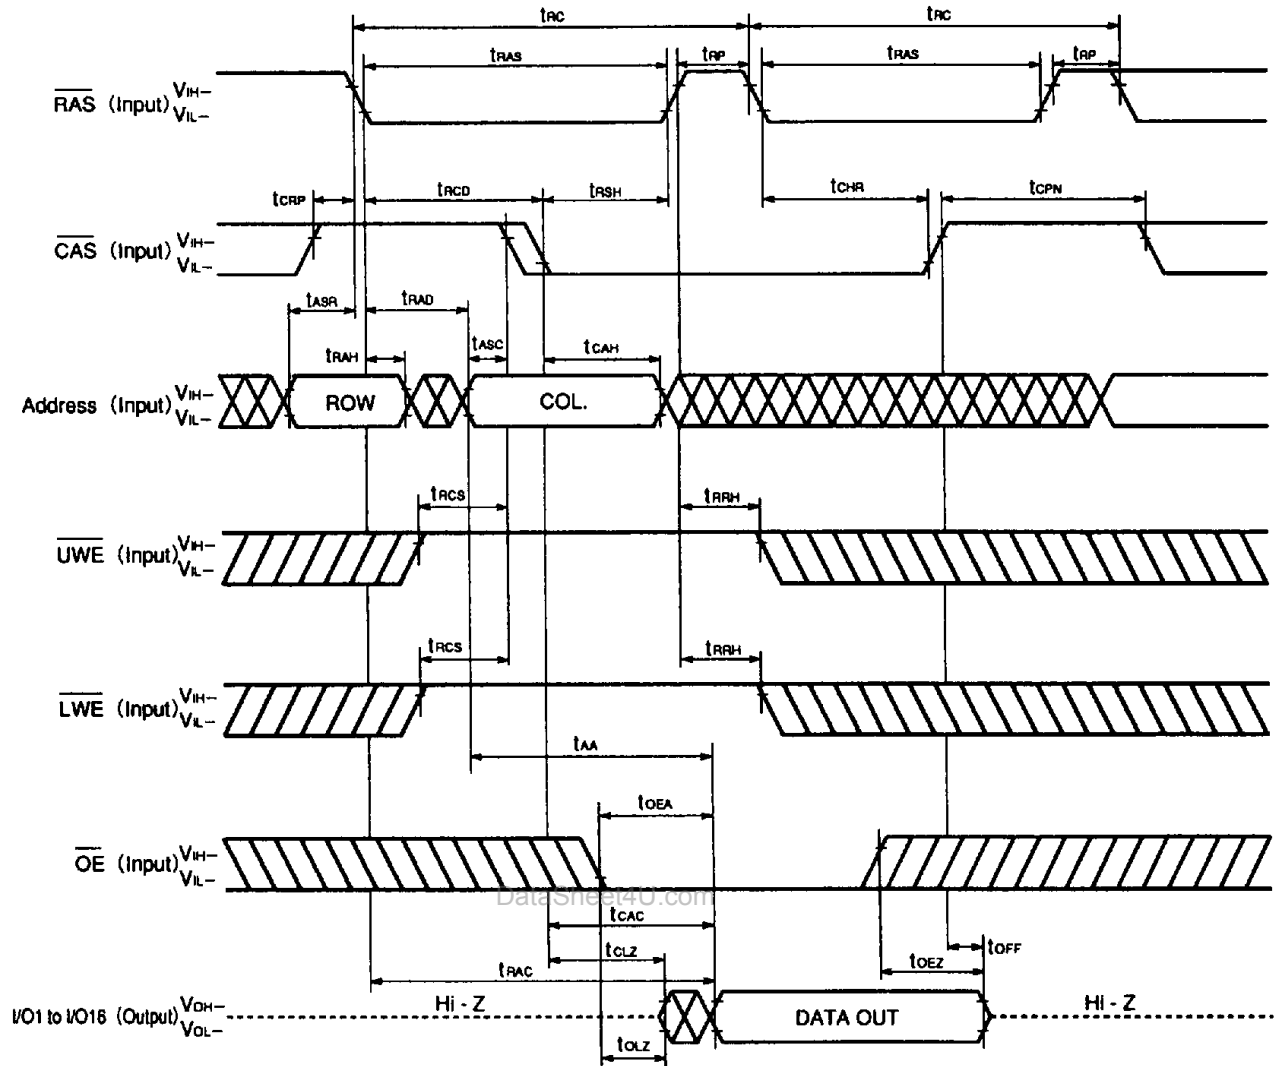 tRC tRC
tRAS tRP tRAS tRP
RAS (Input) VIH–
VIL–
tCRP tRCD tRSH tCHR tCPN
CAS (Input) VIH–
VIL–
tASR tRAD
tRAH tASC tCAH
Address (Input) VIH–
VIL–
ROW COL.
tRCS tRRH
UWE (Input) VIH–
VIL–
tRCS tRRH
LWE (Input) VIH–
VIL–
tAA
tOEA
OE (Input) VIH–
VIL–
DataSheet4U.com
tCAC
tCLZ tOFF
tRAC tOEZ
I/O1 to I/O16 (Output) VOH–
VOL–
Hi - Z DATA OUT Hi - Z
tOLZ